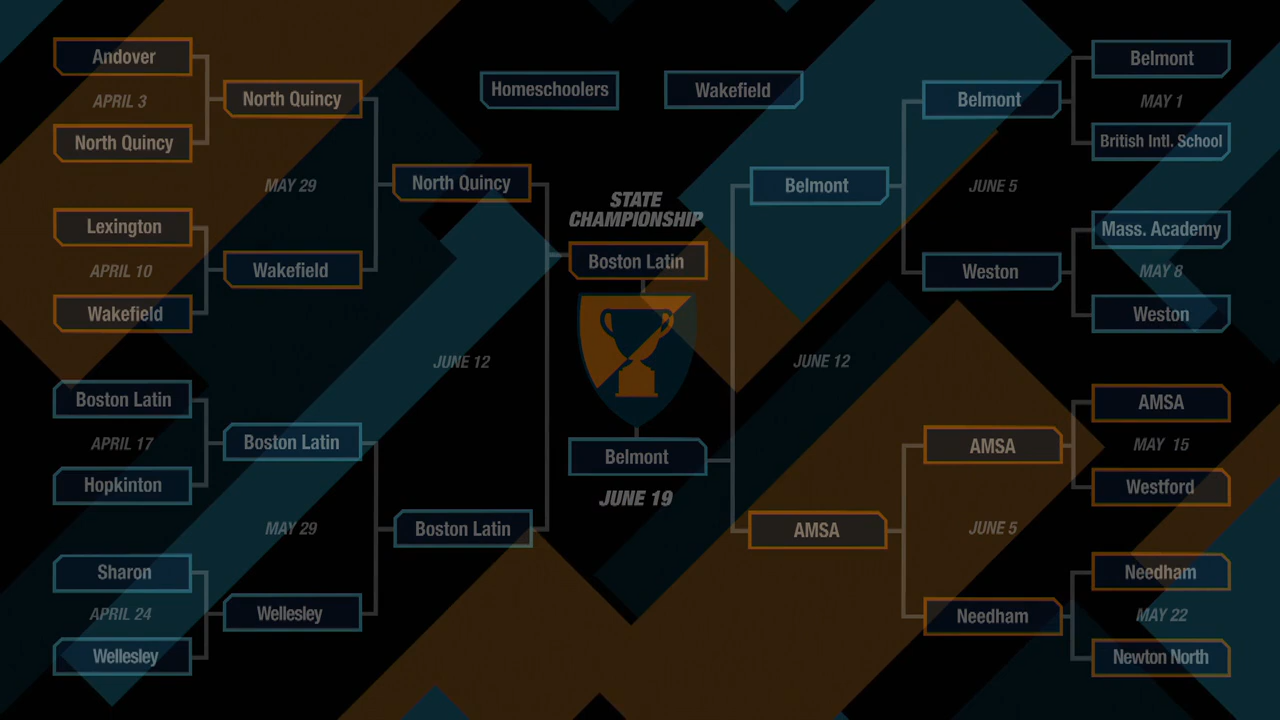 Andover
APRIL 3
North Quincy
Lexington
APRIL 10
Wakefield
Boston Latin
APRIL 17
Hopkinton
Sharon
APRIL 24
Wellesley
North Quincy
MAY 29
Wakefield
Boston Latin
MAY 29
Wellesley
North Quincy
JUNE 12
Boston Latin
Homeschoolers
Wakefield
STATE
CHAMPIONSHIP
Boston Latin
Belmont
JUNE 19
Belmont
JUNE 12
AMSA
Belmont
JUNE 5
Weston
AMSA
JUNE 5
Needham
Belmont
MAY 1
British Intl. School
Mass. Academy
MAY 8
Weston
AMSA
MAY 15
Westford
Needham
MAY 22
Newton North